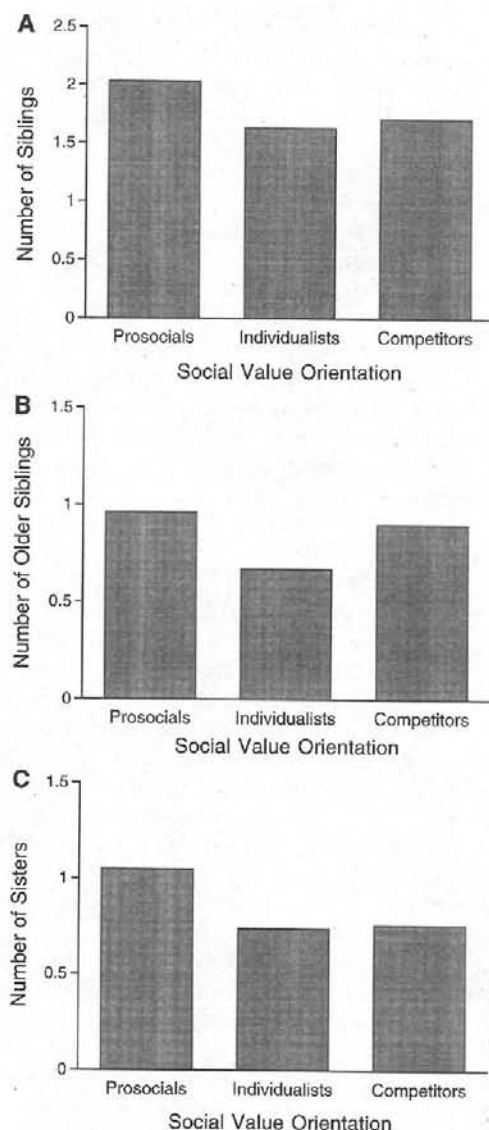 A
2.5
2
1.5
1
0.5
0
Number of Siblings
Prosocials Individualists Competitors
Social Value Orientation
B
1.5
1
0.5
0
Number of Older Siblings
Prosocials Individualists Competitors
Social Value Orientation
C
1.5
1
0.5
0
Number of Sisters
Prosocials Individualists Competitors
Social Value Orientation